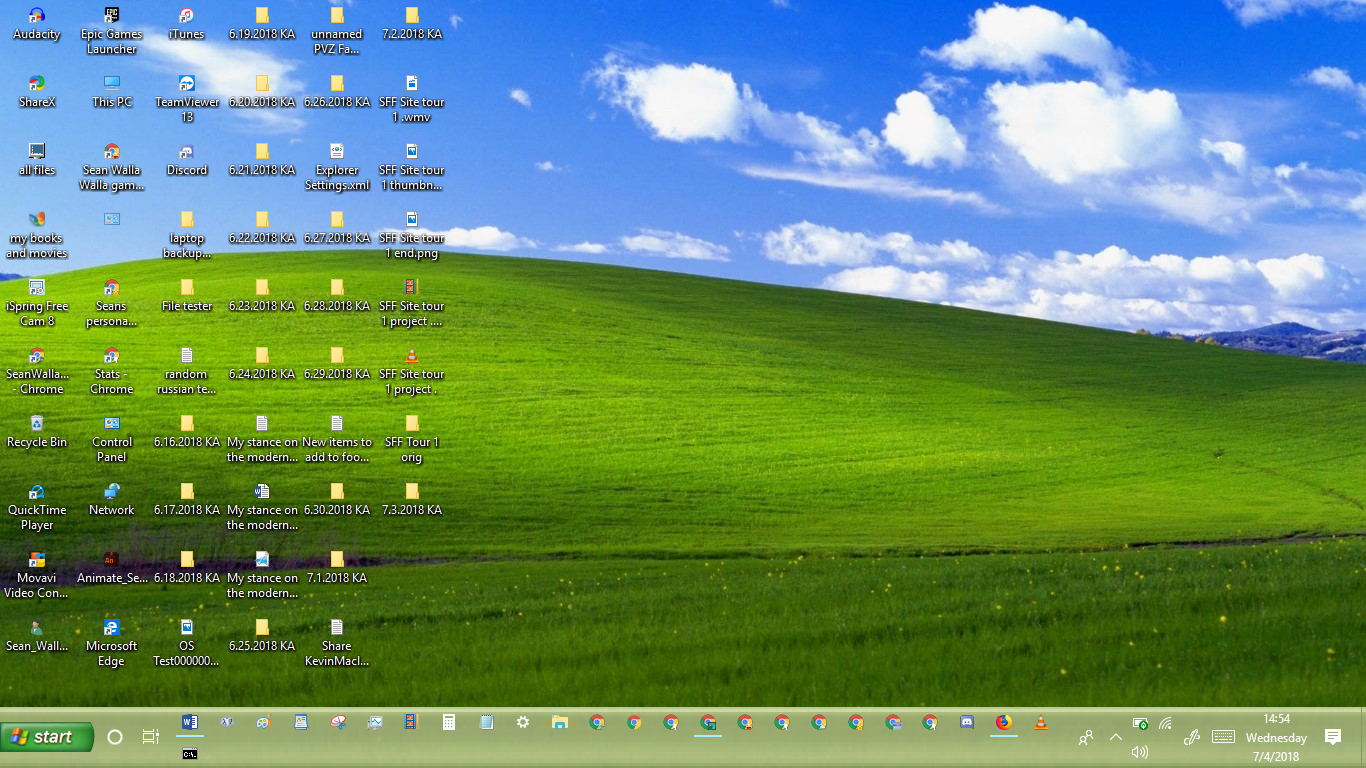 Audacity
Epic Games
Launcher
iTunes
6.19.2018 KA
unnamed
PVZ Fa...
7.2.2018 KA
ShareX
This PC
TeamViewer
13
6.20.2018 KA
6.26.2018 KA
SFF Site tour
1 .wmv
all files
Sean Walla
Walla gam...
Discord
6.21.2018 KA
Explorer
Settings.xml
SFF Site tour
1 thumbn...
my books
and movies
laptop
backup...
6.22.2018 KA
6.27.2018 KA
SFF Site tour
1 end.png
iSpring Free
Cam 8
Seans
persona...
File tester
6.23.2018 KA
6.28.2018 KA
SFF Site tour
1 project ....
SeanWalla...
- Chrome
Stats -
Chrome
random
russian te...
6.24.2018 KA
6.29.2018 KA
SFF Site tour
1 project .
Recycle Bin
Control
Panel
6.16.2018 KA
My stance on
the modern...
New items to
add to foo...
SFF Tour 1
orig
QuickTime
Player
Network
6.17.2018 KA
My stance on
the modern...
6.30.2018 KA
7.3.2018 KA
Movavi
Video Con...
Animate_Se...
6.18.2018 KA
My stance on
the modern...
7.1.2018 KA
Sean_Wall...
Microsoft
Edge
OS
Test000000...
6.25.2018 KA
Share
KevinMacl...
start
14:54
Wednesday
7/4/2018